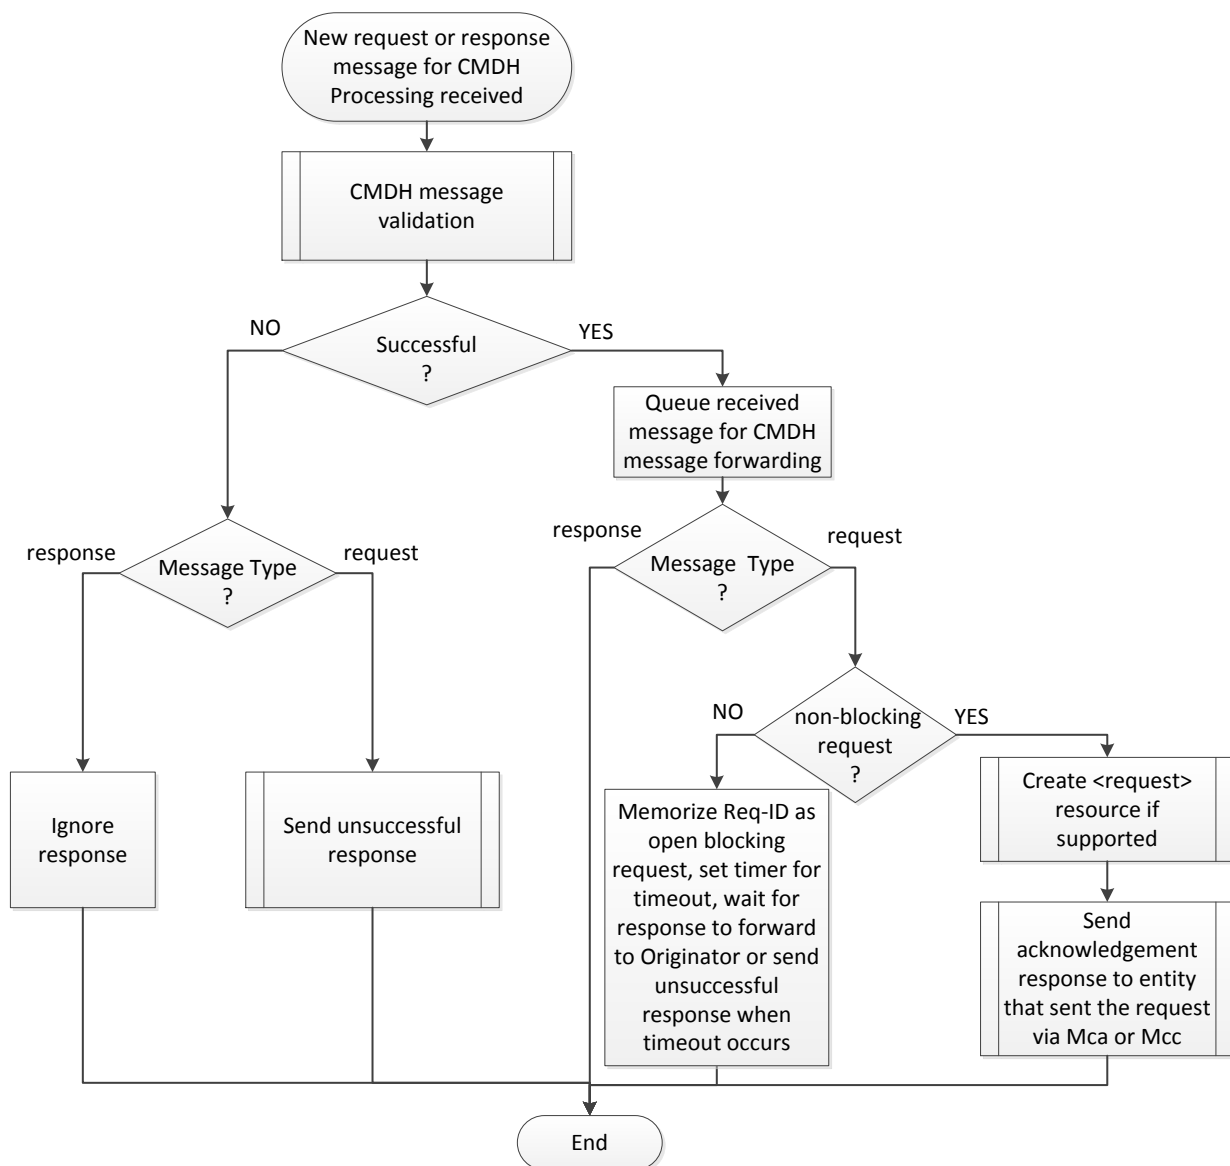 New request or response
message for CMDH
Processing received
CMDH message
validation
NO
YES
Successful
?
Queue received
message for CMDH
message forwarding
response
request
Message Type
?
response
request
Message  Type
?
NO
YES
non-blocking
request
?
Ignore
response
Send unsuccessful
response
Memorize Req-ID as
open blocking
request, set timer for
timeout, wait for
response to forward
to Originator or send
unsuccessful
response when
timeout occurs
Create <request>
resource if
supported
Send
acknowledgement
response to entity
that sent the request
via Mca or Mcc
End